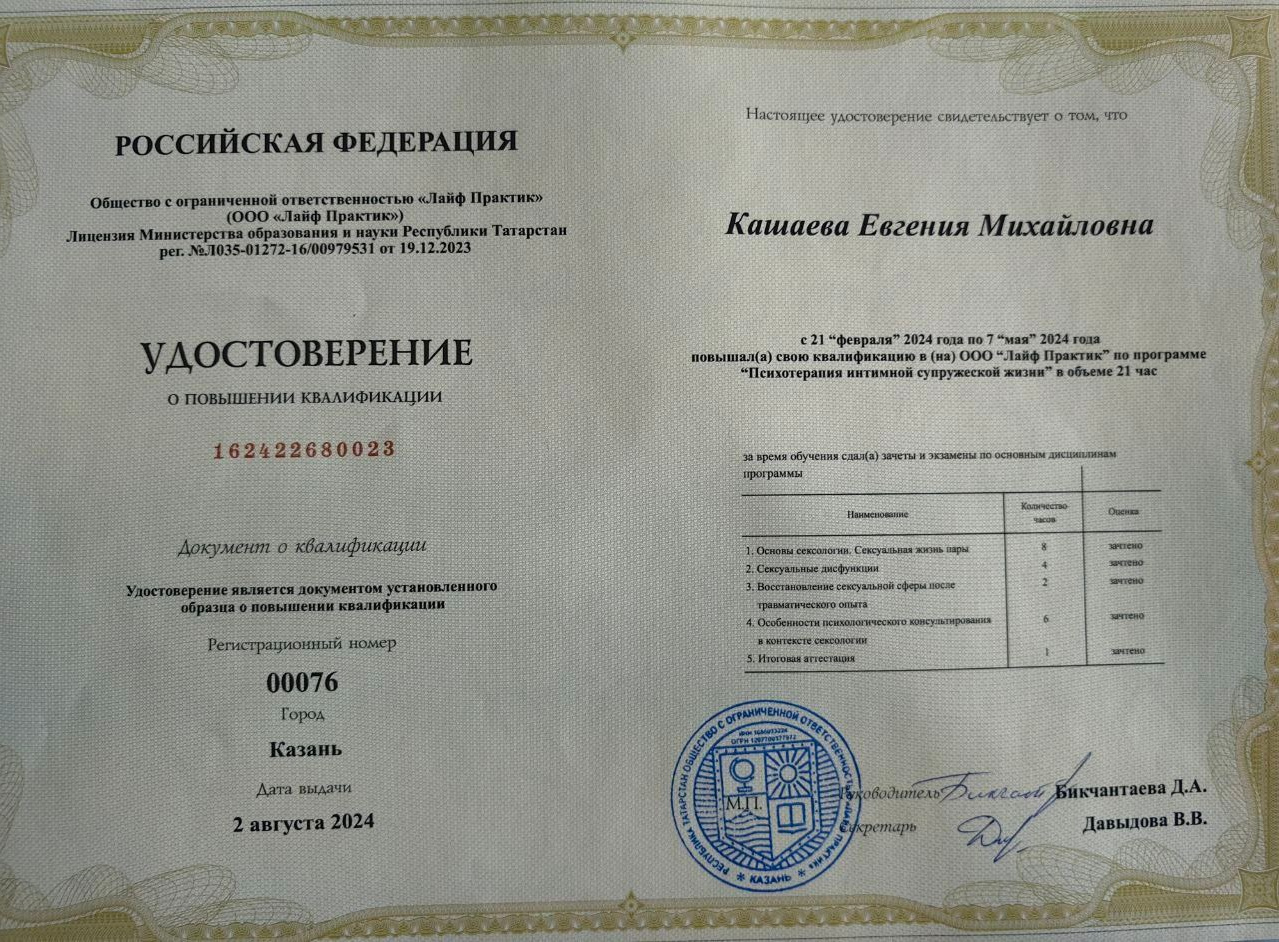 РОССИЙСКАЯ ФЕДЕРАЦИЯ
Общество с ограниченной ответственностью «Лайф Практик»
(ООО «Лайф Практик»)
Лицензия Министерства образования и науки Республики Татарстан
рег. №Л035-01272-16/00979531 от 19.12.2023
УДОСТОВЕРЕНИЕ
О ПОВЫШЕНИИ КВАЛИФИКАЦИИ
162422680023
Документ о квалификации
Удостоверение является документом установленного
образца о повышении квалификации
Регистрационный номер
00076
Город
Казань
Дата выдачи
2 августа 2024
Настоящее удостоверение свидетельствует о том, что
Кашаева Евгения Михайловна
с 21 “февраля” 2024 года по 7 “мая” 2024 года
повышал(а) свою квалификацию в (на) ООО “Лайф Практик” по программе
“Психотерапия интимной супружеской жизни” в объеме 21 час
за время обучения сдал(а) зачеты и экзамены по основным дисциплинам
программы
Наименование Количество часов Оценка
1. Основы сексологии. Сексуальная жизнь пары 8 зачтено
2. Сексуальные дисфункции 4 зачтено
3. Восстановление сексуальной сферы после 2 зачтено
травматического опыта
4. Особенности психологического консультирования 6 зачтено
в контексте сексологии
5. Итоговая аттестация 1 зачтено
РЕСПУБЛИКА ТАТАРСТАН ОБЩЕСТВО С ОГРАНИЧЕННОЙ ОТВЕТСТВЕННОСТЬЮ «ЛАЙФ ПРАКТИК»
* КАЗАНЬ *
М.П.
Руководитель Бикчантаева Д.А.
Секретарь Давыдова В.В.